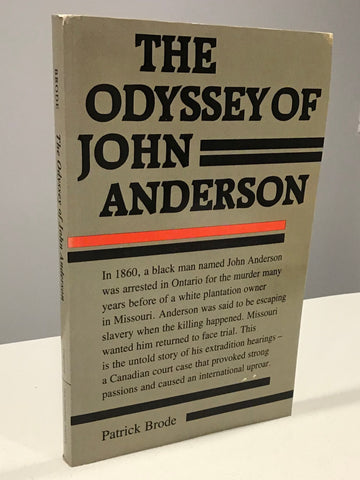 THE
ODYSSEY OF
JOHN
ANDERSON
In 1860, a black man named John Anderson
was arrested in Ontario for the murder many
years before of a white plantation owner
in Missouri. Anderson was said to be escaping
slavery when the killing happened. Missouri
wanted him returned to face trial. This
is the untold story of his extradition hearings –
a Canadian court case that provoked strong
passions and caused an international uproar.
Patrick Brode
BRODE
The Odyssey of John Anderson